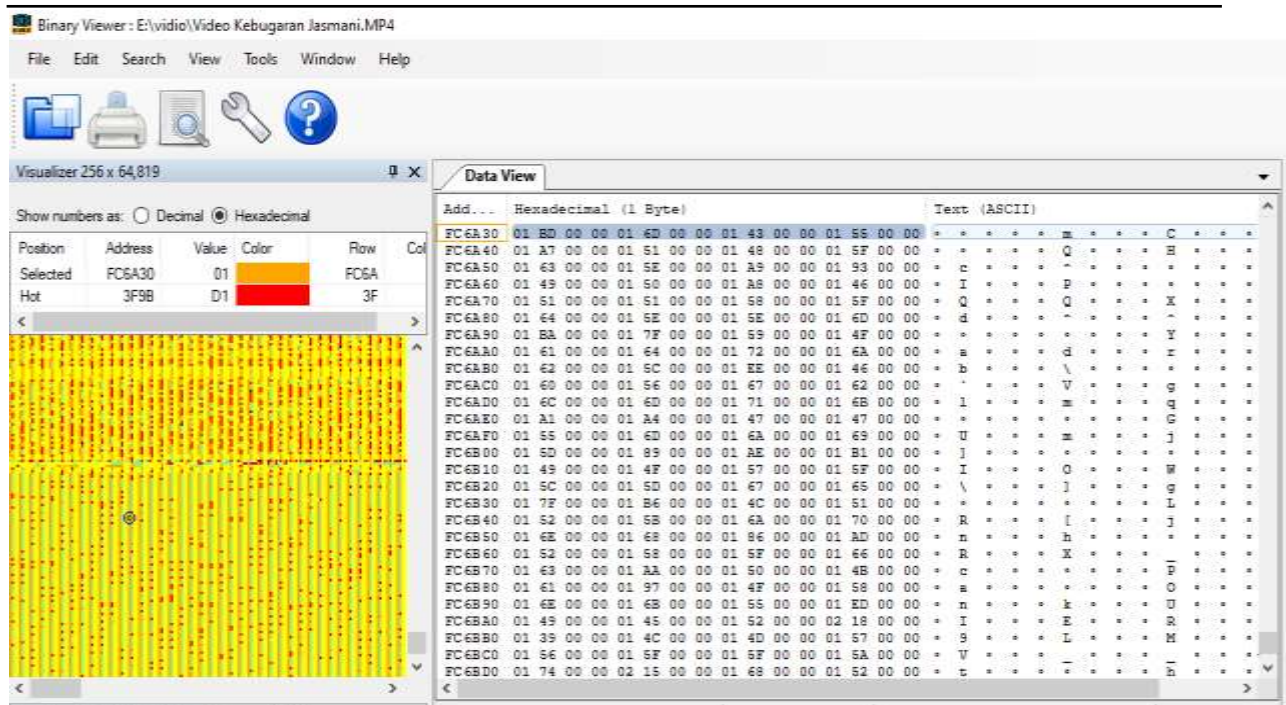 Binary Viewer : E:\vidio\Video Kebugaran Jasmani.MP4
File Edit Search View Tools Window Help
Visualizer 256 x 64,819
Show numbers as: Decimal Hexadecimal
Position Address Value Color Row Col
Selected FC6A30 01 FC6A
Hot 3F9B D1 3F
Data View
Add... Hexadecimal (1 Byte) Text (ASCII)
FC6A30 01 BD 00 00 01 6D 00 00 01 43 00 00 01 55 00 00 m C
FC6A40 01 A7 00 00 01 51 00 00 01 48 00 00 01 5F 00 00 Q H
FC6A50 01 63 00 00 01 5E 00 00 01 A9 00 00 01 93 00 00 c ^
FC6A60 01 49 00 00 01 50 00 00 01 A8 00 00 01 46 00 00 I P
FC6A70 01 51 00 00 01 51 00 00 01 58 00 00 01 5F 00 00 Q Q X
FC6A80 01 64 00 00 01 5E 00 00 01 5E 00 00 01 6D 00 00 d ^ ^
FC6A90 01 BA 00 00 01 7F 00 00 01 59 00 00 01 4F 00 00 Y
FC6AA0 01 61 00 00 01 64 00 00 01 72 00 00 01 6A 00 00 a d r
FC6AB0 01 62 00 00 01 5C 00 00 01 EE 00 00 01 46 00 00 b \
FC6AC0 01 60 00 00 01 56 00 00 01 67 00 00 01 62 00 00 ` V g
FC6AD0 01 6C 00 00 01 6D 00 00 01 71 00 00 01 6B 00 00 l m q
FC6AE0 01 A1 00 00 01 A4 00 00 01 47 00 00 01 47 00 00 G
FC6AF0 01 55 00 00 01 6D 00 00 01 6A 00 00 01 69 00 00 U m j
FC6B00 01 5D 00 00 01 89 00 00 01 AE 00 00 01 B1 00 00 ]
FC6B10 01 49 00 00 01 4F 00 00 01 57 00 00 01 5F 00 00 I O W
FC6B20 01 5C 00 00 01 5D 00 00 01 67 00 00 01 65 00 00 \ ] g
FC6B30 01 7F 00 00 01 B6 00 00 01 4C 00 00 01 51 00 00 L
FC6B40 01 52 00 00 01 5B 00 00 01 6A 00 00 01 70 00 00 R [ j
FC6B50 01 6E 00 00 01 68 00 00 01 86 00 00 01 AD 00 00 n h
FC6B60 01 52 00 00 01 58 00 00 01 5F 00 00 01 66 00 00 R X _
FC6B70 01 63 00 00 01 AA 00 00 01 50 00 00 01 4B 00 00 c P
FC6B80 01 61 00 00 01 97 00 00 01 4F 00 00 01 58 00 00 a O
FC6B90 01 6E 00 00 01 6B 00 00 01 55 00 00 01 ED 00 00 n k U
FC6BA0 01 49 00 00 01 45 00 00 01 52 00 00 02 18 00 00 I E R
FC6BB0 01 39 00 00 01 4C 00 00 01 4D 00 00 01 57 00 00 9 L M
FC6BC0 01 56 00 00 01 5F 00 00 01 5F 00 00 01 5A 00 00 V _ _
FC6BD0 01 74 00 00 02 15 00 00 01 68 00 00 01 52 00 00 t h